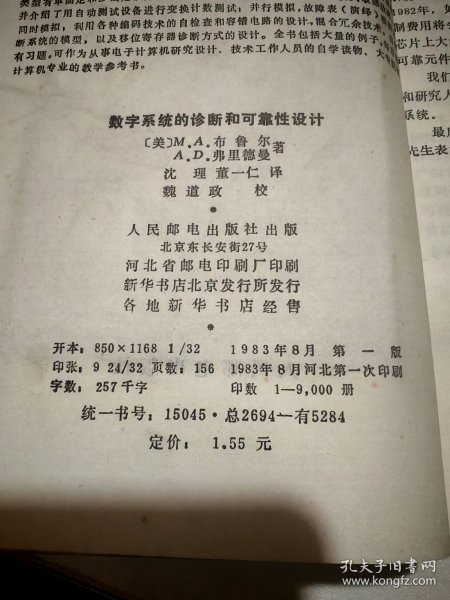 并介绍了用自动测试设备进行变换计数测试，并行模拟，故障表（演绎）
同时模拟，利用各种编码技术的自检查和容错电路的设计。混合冗余技术，
断系统的模型，以及移位寄存器诊断方式的设计。全书包括大量的例子，
有习题。可作为从事电子计算机研究设计、技术工作人员的自学读物，大专
计算机专业的教学参考书。
数字系统的诊断和可靠性设计
〔美〕M.A.布鲁尔
A.D.弗里德曼 著
沈 理 董一仁 译
魏道政 校
*
人民邮电出版社出版
北京东长安街27号
河北省邮电印刷厂印刷
新华书店北京发行所发行
各地新华书店经售
*
开本：850×1168 1/32 1983年8月 第一版
印张：9 24/32 页数：156 1983年8月河北第一次印刷
字数：257千字 印数 1—9,000 册
统一书号：15045·总2694—有5284
定价：1.55 元
1982年，如
制费用将会
芯片上大
可靠元件
我们
和研究人
系统。
最后
先生表
孔夫子旧书网
www.kongfz.com